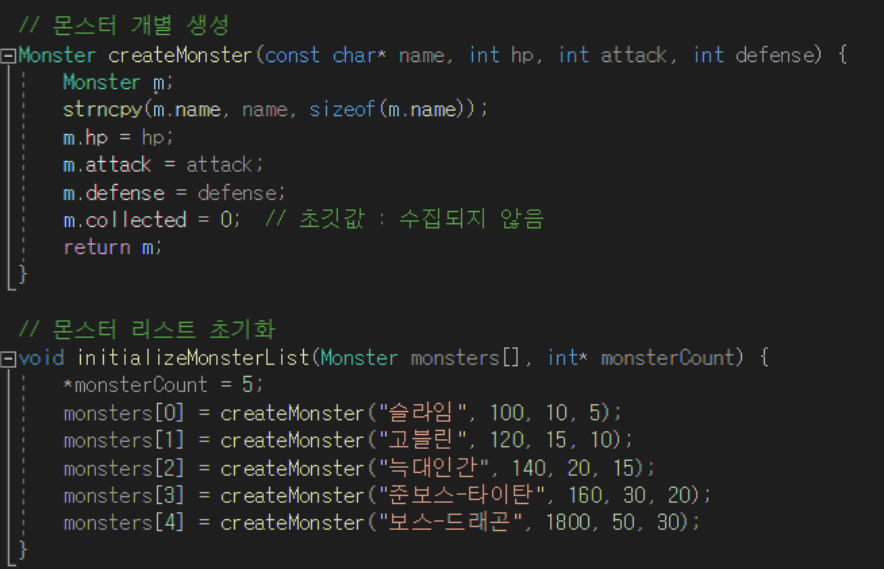 // 몬스터 개별 생성
Monster createMonster(const char* name, int hp, int attack, int defense) {
Monster m;
strncpy(m.name, name, sizeof(m.name));
m.hp = hp;
m.attack = attack;
m.defense = defense;
m.collected = 0; // 초깃값 : 수집되지 않음
return m;
}
// 몬스터 리스트 초기화
void initializeMonsterList(Monster monsters[], int* monsterCount) {
*monsterCount = 5;
monsters[0] = createMonster("슬라임", 100, 10, 5);
monsters[1] = createMonster("고블린", 120, 15, 10);
monsters[2] = createMonster("늑대인간", 140, 20, 15);
monsters[3] = createMonster("준보스-타이탄", 160, 30, 20);
monsters[4] = createMonster("보스-드래곤", 1800, 50, 30);
}